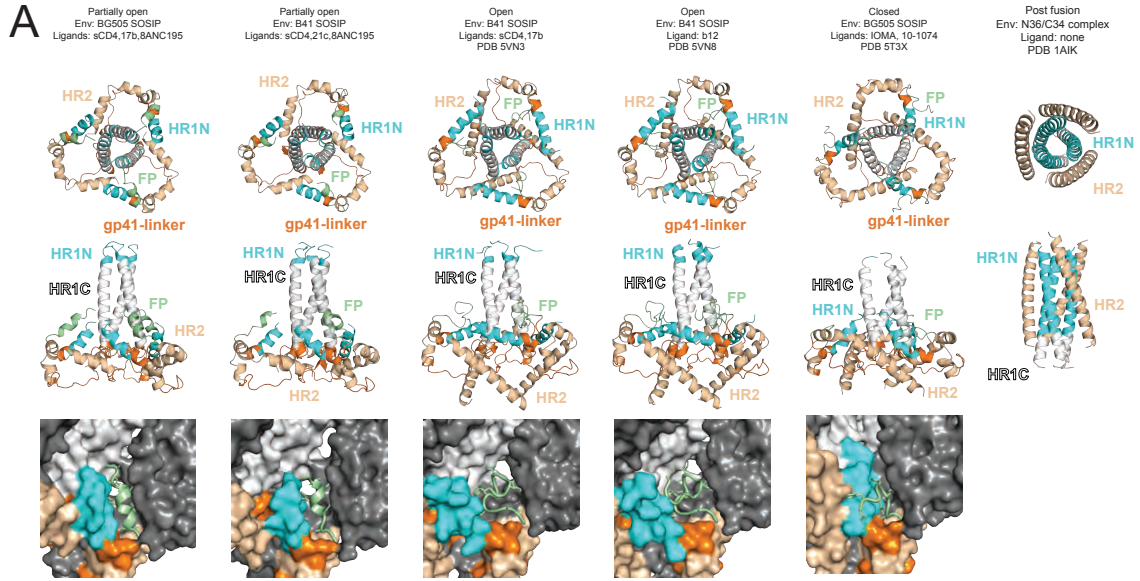 A
Partially open
Env: BG505 SOSIP
Ligands: sCD4,17b,8ANC195
Partially open
Env: B41 SOSIP
Ligands: sCD4,21c,8ANC195
Open
Env: B41 SOSIP
Ligands: sCD4,17b
PDB 5VN3
Open
Env: B41 SOSIP
Ligand: b12
PDB 5VN8
Closed
Env: BG505 SOSIP
Ligands: IOMA, 10-1074
PDB 5T3X
Post fusion
Env: N36/C34 complex
Ligand: none
PDB 1AIK
HR2
HR1N
FP
gp41-linker
HR2
HR1N
FP
gp41-linker
HR2
FP
HR1N
gp41-linker
HR2
FP
HR1N
gp41-linker
HR2
FP
HR1N
gp41-linker
HR1N
HR2
HR1N
HR1C
FP
HR2
HR1N
HR1C
FP
HR2
HR1N
HR1C
FP
HR2
HR1N
HR1C
FP
HR2
HR1C
HR1N
FP
HR2
HR1N
HR2
HR1C